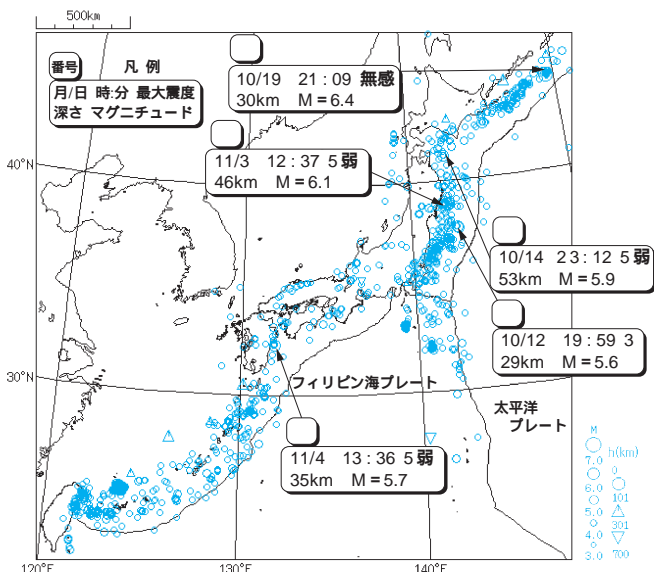 500km
番号 凡 例
月/日 時:分 最大震度
深さ マグニチュード
10/19 21:09 無感
30km M=6.4
11/3 12:37 5弱
46km M=6.1
10/14 23:12 5弱
53km M=5.9
10/12 19:59 3
29km M=5.6
11/4 13:36 5弱
35km M=5.7
40°N
30°N
フィリピン海プレート
太平洋
プレート
M
7.0
6.0
5.0
4.0
3.0
h(km)
0
101
301
700
120°E
130°E
140°E